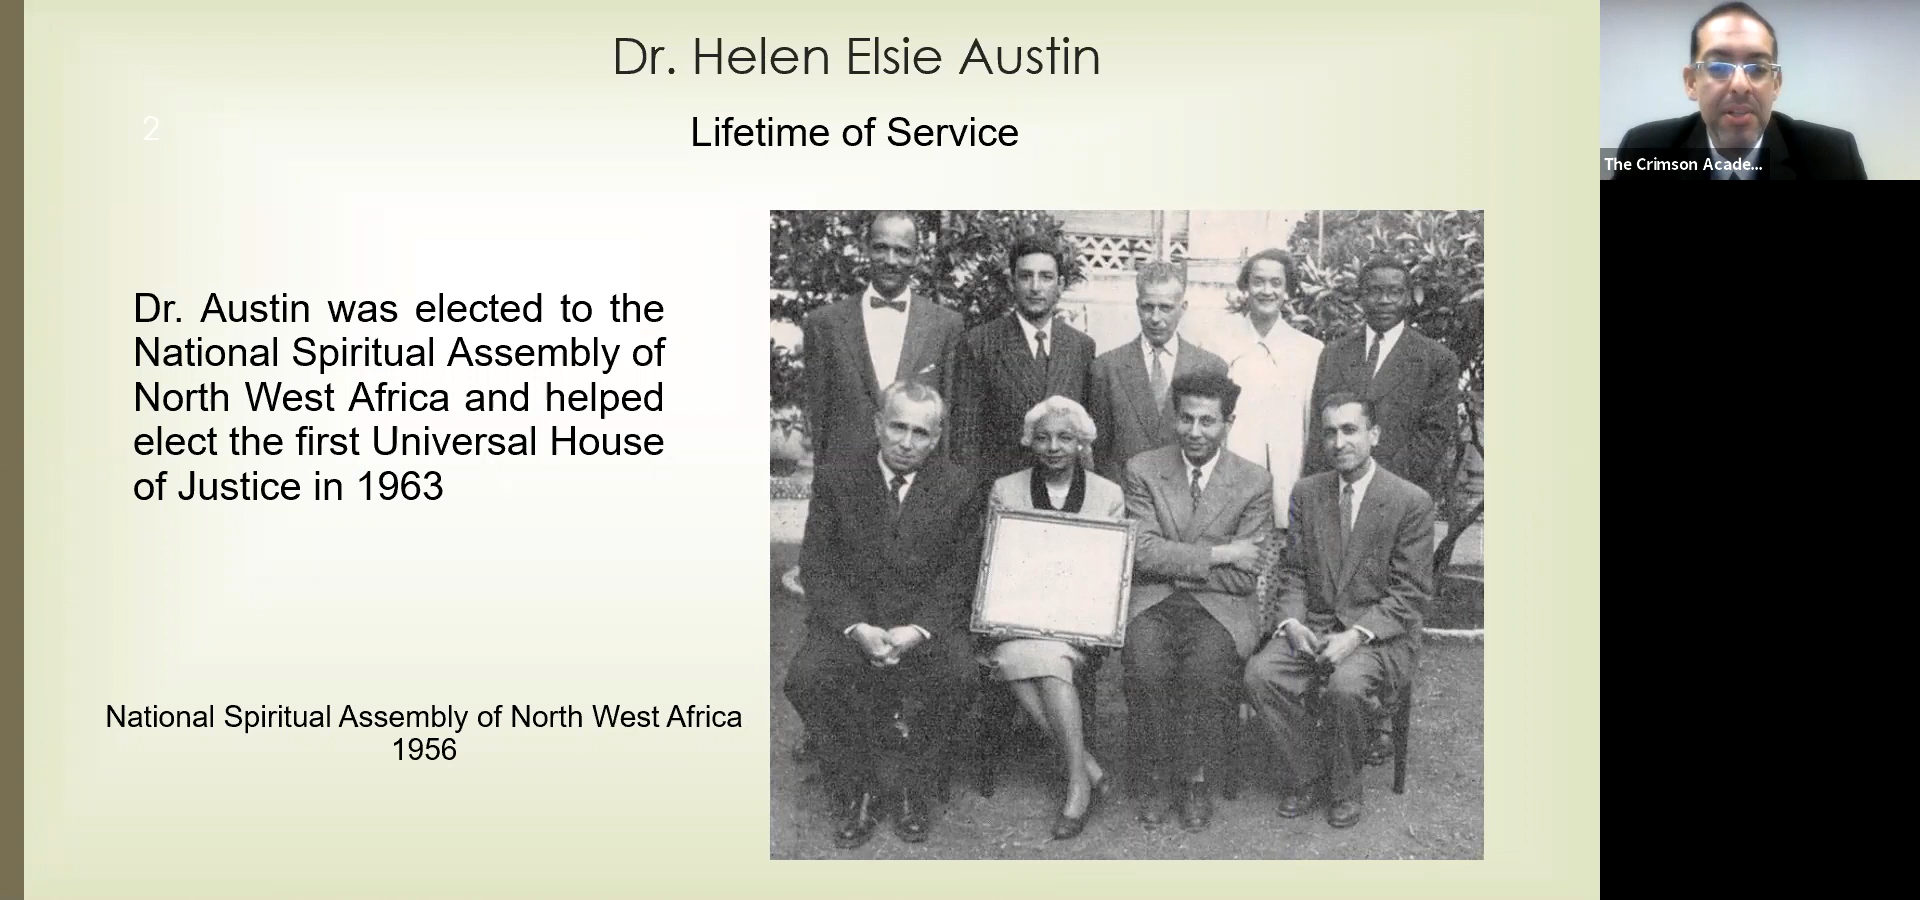 Dr. Helen Elsie Austin
2
Lifetime of Service
Dr. Austin was elected to the
National Spiritual Assembly of
North West Africa and helped
elect the first Universal House
of Justice in 1963
National Spiritual Assembly of North West Africa
1956
The Crimson Acade...